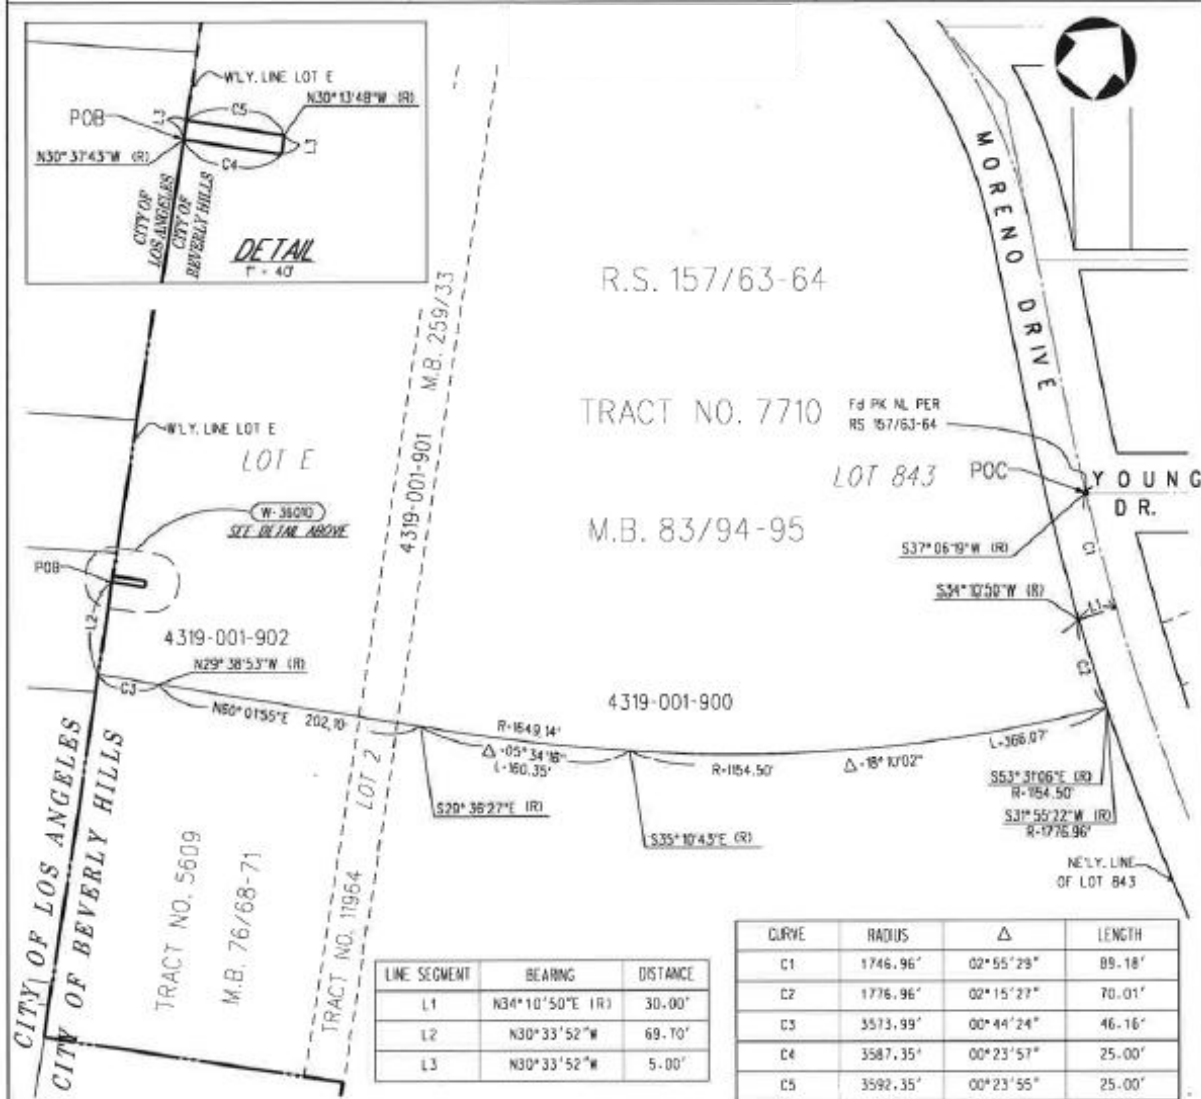 W'LY. LINE LOT E
C5
N30°13'48"W (R)
POB
L3
L3
N30°37'43"W (R)
C4
CITY OF
LOS ANGELES
CITY OF
BEVERLY HILLS
DETAIL
1" = 40'
MORENO DRIVE
R.S. 157/63-64
M.B. 259/33
TRACT NO. 7710
Fd PK NL PER
RS 157/63-64
W'LY. LINE LOT E
LOT E
4319-001-901
LOT 843
POC
YOUNG
DR.
W-36010
SEE DETAIL ABOVE
M.B. 83/94-95
S37°06'19"W (R)
C1
POB
S34°10'50"W (R)
L1
L2
4319-001-902
N29°38'53"W (R)
C2
C3
4319-001-900
N60°01'55"E 202.10'
R=1649.14'
Δ=05°34'16"
L=160.35'
R=1154.50'
Δ=18°10'02"
L=366.07'
S53°31'06"E (R)
R=1154.50'
S31°55'22"W (R)
R=1776.96'
S29°36'27"E (R)
S35°10'43"E (R)
LOT 2
NE'LY. LINE
OF LOT 843
CITY OF LOS ANGELES
CITY OF BEVERLY HILLS
TRACT NO. 5609
M.B. 76/68-71
TRACT NO. 11964
LINE SEGMENT BEARING DISTANCE
L1 N34°10'50"E (R) 30.00'
L2 N30°33'52"W 69.70'
L3 N30°33'52"W 5.00'
CURVE RADIUS Δ LENGTH
C1 1746.96' 02°55'29" 89.18'
C2 1776.96' 02°15'27" 70.01'
C3 3573.99' 00°44'24" 46.16'
C4 3587.35' 00°23'57" 25.00'
C5 3592.35' 00°23'55" 25.00'